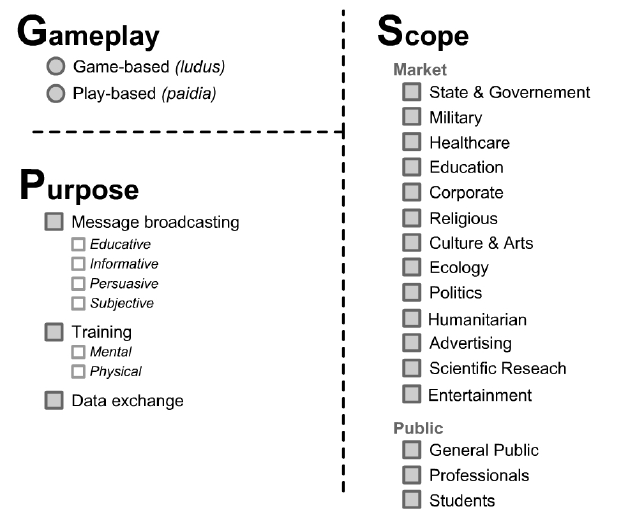 Gameplay
Game-based (ludus)
Play-based (paidia)
Purpose
Message broadcasting
Educative
Informative
Persuasive
Subjective
Training
Mental
Physical
Data exchange
Scope
Market
State & Governement
Military
Healthcare
Education
Corporate
Religious
Culture & Arts
Ecology
Politics
Humanitarian
Advertising
Scientific Reseach
Entertainment
Public
General Public
Professionals
Students